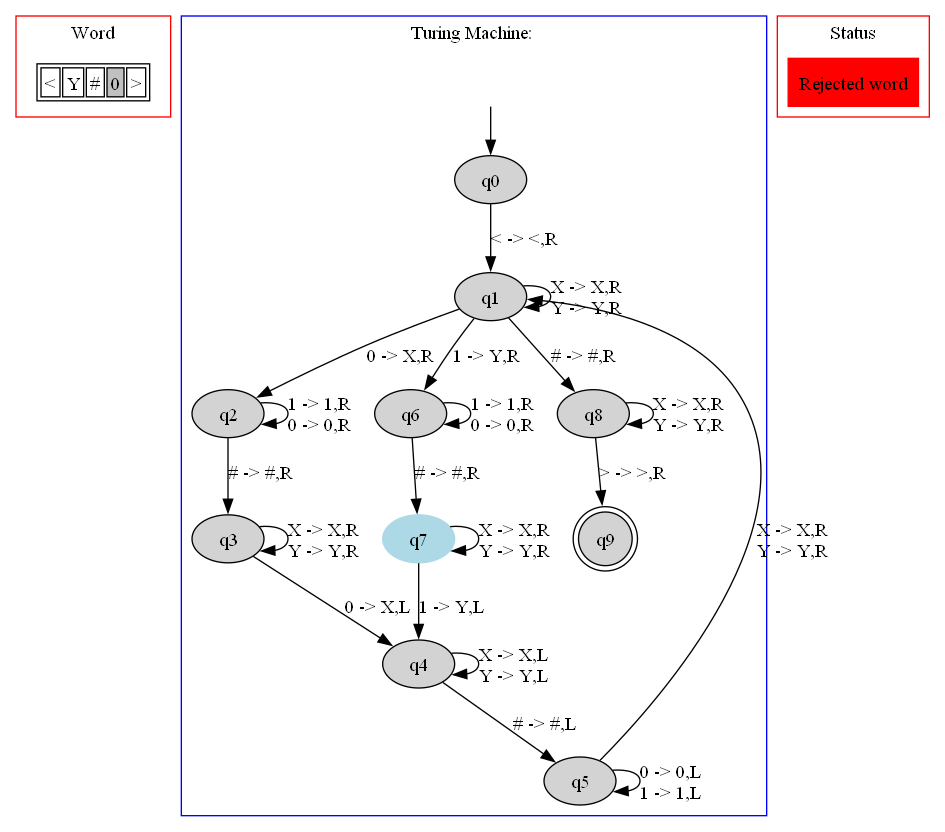 Word
< Y # 0 >
Turing Machine:
Status
Rejected word
q0
< -> <,R
q1
X -> X,R
Y -> Y,R
0 -> X,R
1 -> Y,R
# -> #,R
q2
1 -> 1,R
0 -> 0,R
q6
1 -> 1,R
0 -> 0,R
q8
X -> X,R
Y -> Y,R
# -> #,R
# -> #,R
> -> >,R
q3
X -> X,R
Y -> Y,R
q7
X -> X,R
Y -> Y,R
q9
X -> X,R
Y -> Y,R
0 -> X,L
1 -> Y,L
q4
X -> X,L
Y -> Y,L
# -> #,L
q5
0 -> 0,L
1 -> 1,L